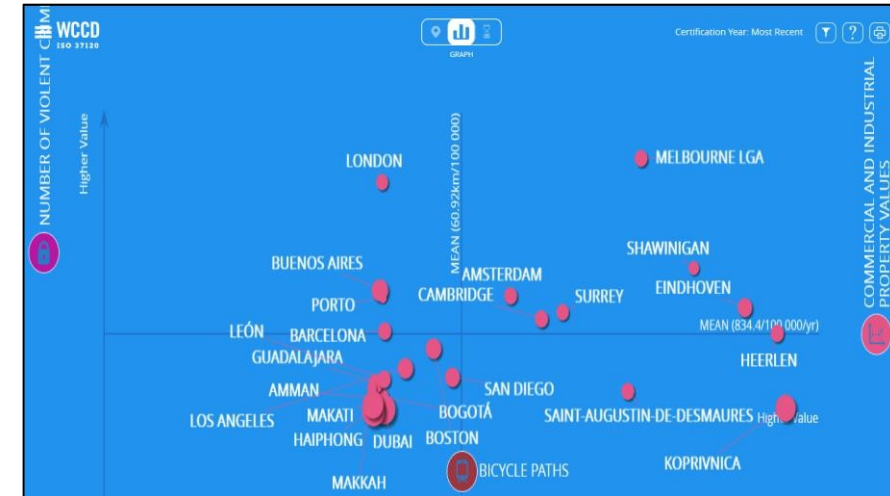 WCCD
ISO 37120
GRAPH
Certification Year: Most Recent
?
NUMBER OF VIOLENT CRIM
Higher Value
MEAN (60.92km/100 000)
COMMERCIAL AND INDUSTRIAL
PROPERTY VALUES
LONDON
MELBOURNE LGA
SHAWINIGAN
BUENOS AIRES
AMSTERDAM
EINDHOVEN
CAMBRIDGE
SURREY
PORTO
MEAN (834.4/100 000/yr)
LEÓN
BARCELONA
GUADALAJARA
HEERLEN
AMMAN
SAN DIEGO
LOS ANGELES
MAKATI
BOGOTÁ
SAINT-AUGUSTIN-DE-DESMAURES
Higher Value
HAIPHONG
DUBAI
BOSTON
KOPRIVNICA
BICYCLE PATHS
MAKKAH